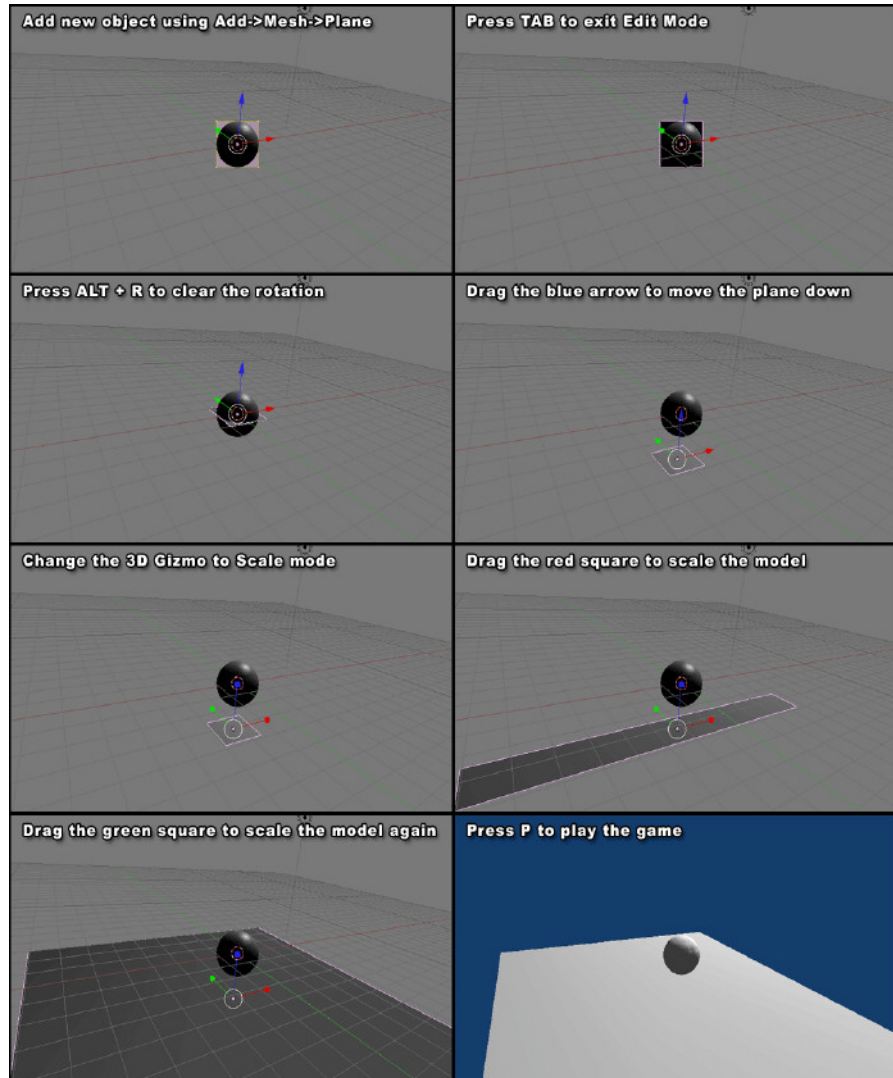 Add new object using Add->Mesh->Plane
Press TAB to exit Edit Mode
Press ALT + R to clear the rotation
Drag the blue arrow to move the plane down
Change the 3D Gizmo to Scale mode
Drag the red square to scale the model
Drag the green square to scale the model again
Press P to play the game